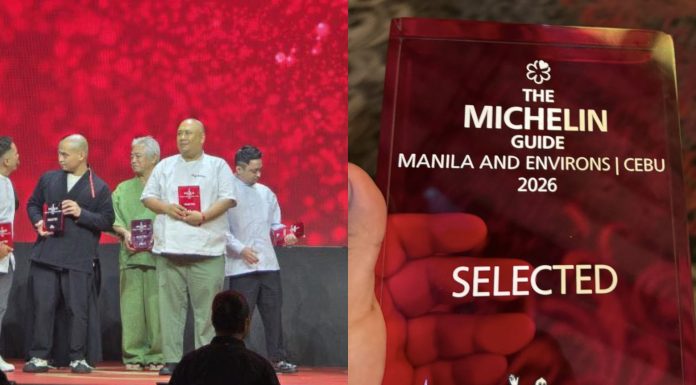 THE
MICHELIN
GUIDE
MANILA AND ENVIRONS | CEBU
2026
SELECTED